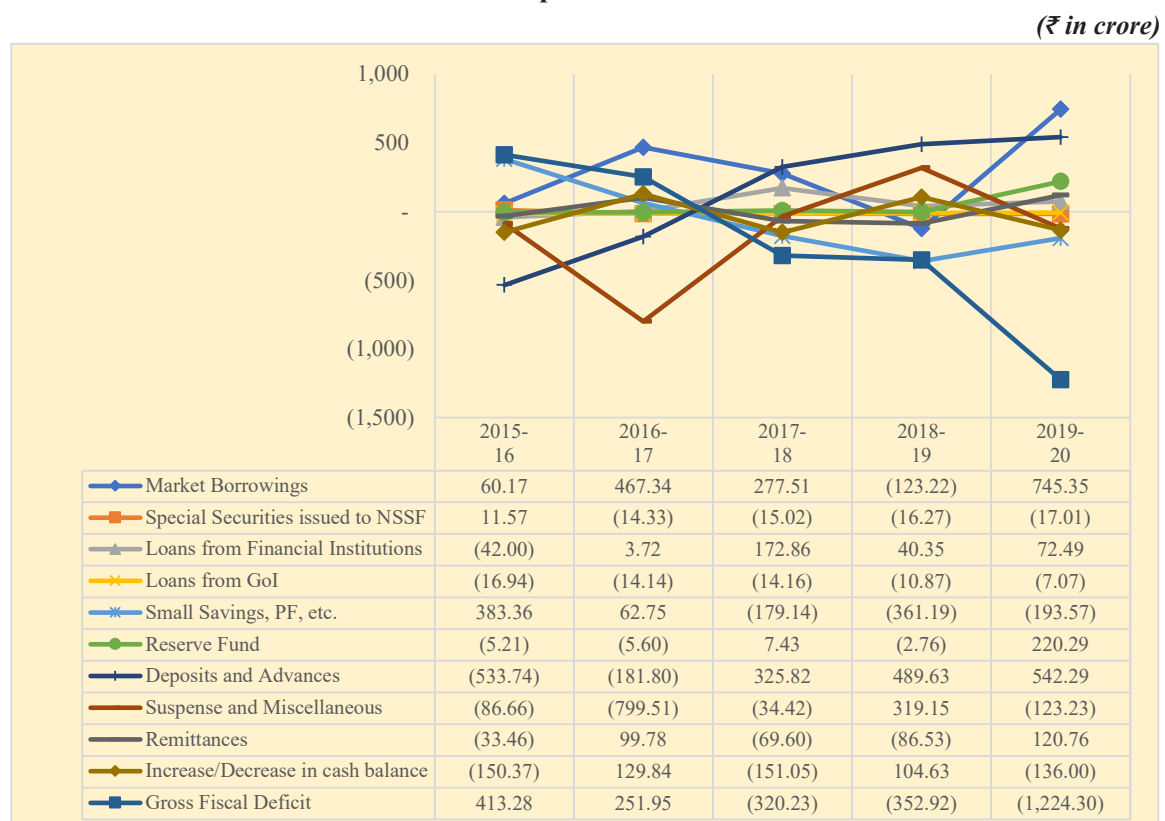 (₹ in crore)
1,000
500
-
(500)
(1,000)
(1,500)
2015-16 2016-17 2017-18 2018-19 2019-20
Market Borrowings 60.17 467.34 277.51 (123.22) 745.35
Special Securities issued to NSSF 11.57 (14.33) (15.02) (16.27) (17.01)
Loans from Financial Institutions (42.00) 3.72 172.86 40.35 72.49
Loans from GoI (16.94) (14.14) (14.16) (10.87) (7.07)
Small Savings, PF, etc. 383.36 62.75 (179.14) (361.19) (193.57)
Reserve Fund (5.21) (5.60) 7.43 (2.76) 220.29
Deposits and Advances (533.74) (181.80) 325.82 489.63 542.29
Suspense and Miscellaneous (86.66) (799.51) (34.42) 319.15 (123.23)
Remittances (33.46) 99.78 (69.60) (86.53) 120.76
Increase/Decrease in cash balance (150.37) 129.84 (151.05) 104.63 (136.00)
Gross Fiscal Deficit 413.28 251.95 (320.23) (352.92) (1,224.30)